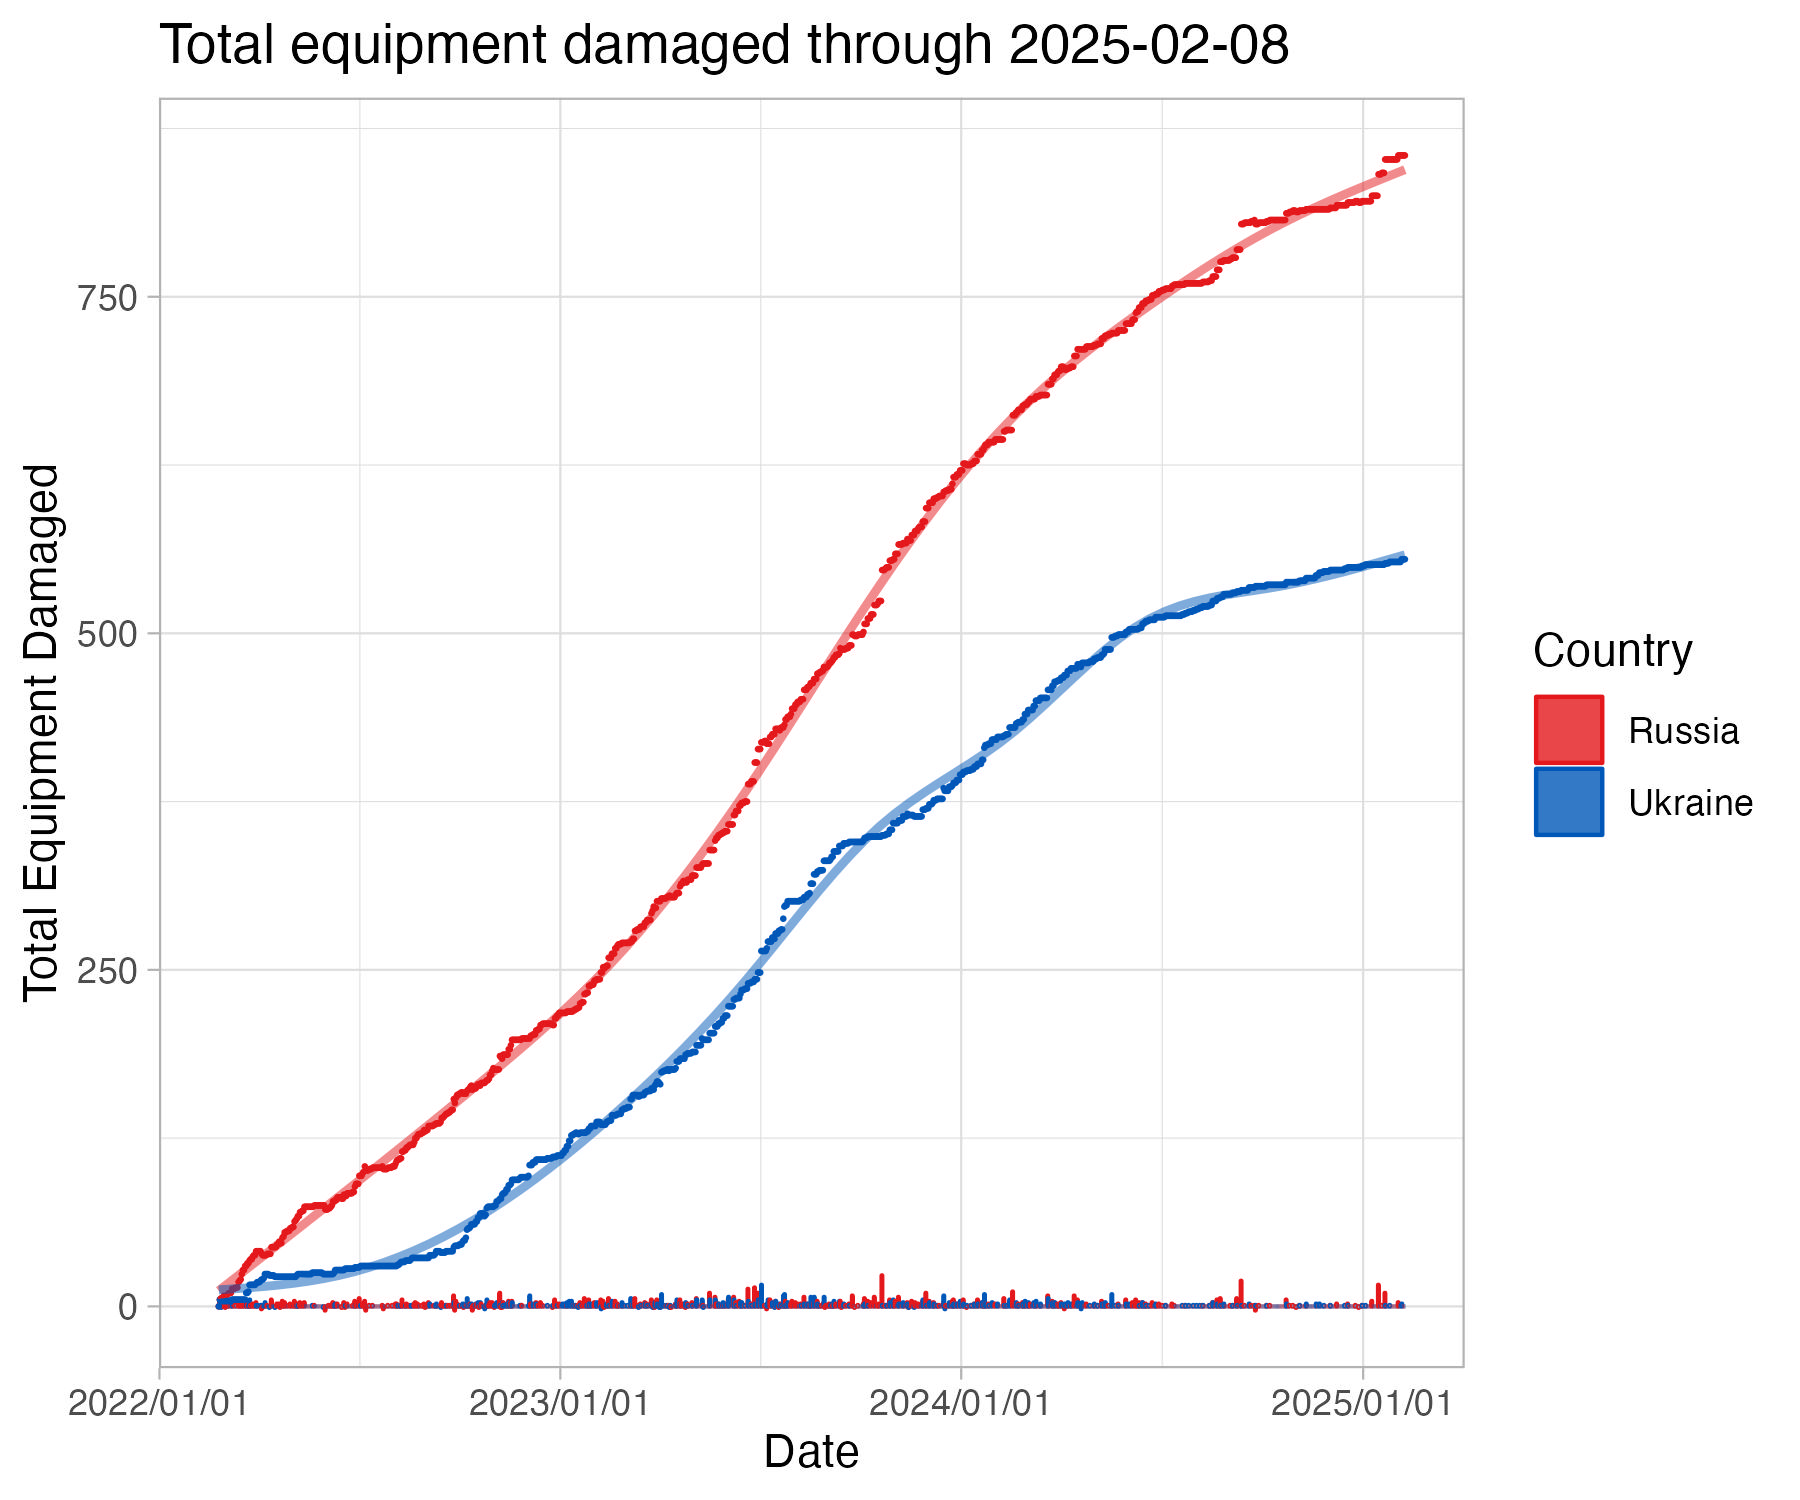 Total equipment damaged through 2025-02-08
Total Equipment Damaged
750
500
250
0
2022/01/01
2023/01/01
2024/01/01
2025/01/01
Date
Country
Russia
Ukraine